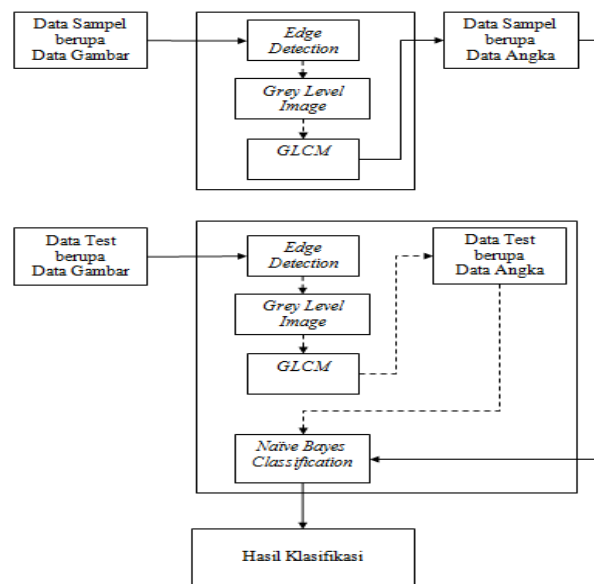 Data Sampel
berupa
Data Gambar
Edge
Detection
Grey Level
Image
GLCM
Data Sampel
berupa
Data Angka
Data Test
berupa
Data Gambar
Edge
Detection
Grey Level
Image
GLCM
Data Test
berupa
Data Angka
Naïve Bayes
Classification
Hasil Klasifikasi